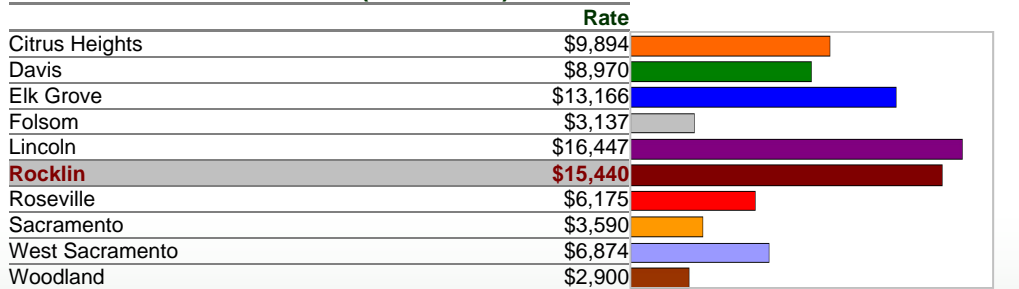 Rate
Citrus Heights $9,894
Davis $8,970
Elk Grove $13,166
Folsom $3,137
Lincoln $16,447
Rocklin $15,440
Roseville $6,175
Sacramento $3,590
West Sacramento $6,874
Woodland $2,900